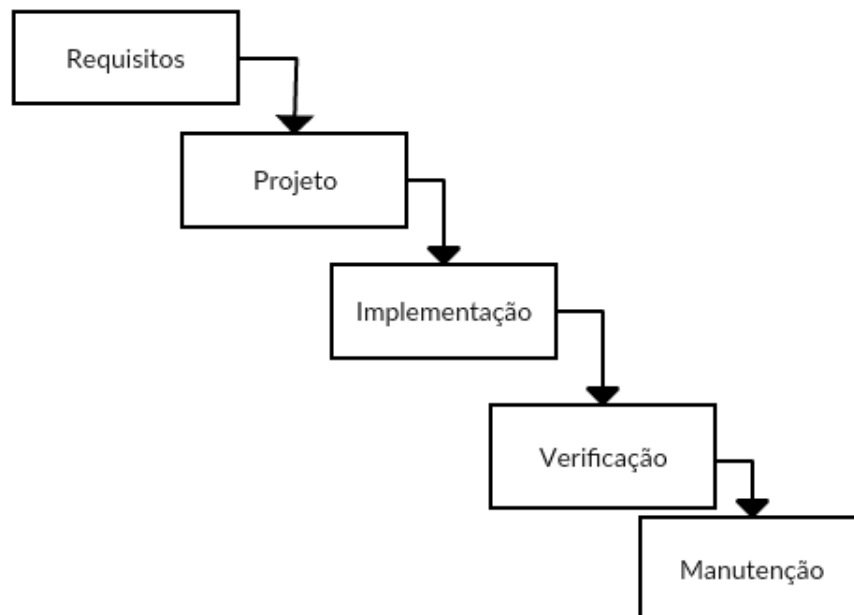 Requisitos
Projeto
Implementação
Verificação
Manutenção